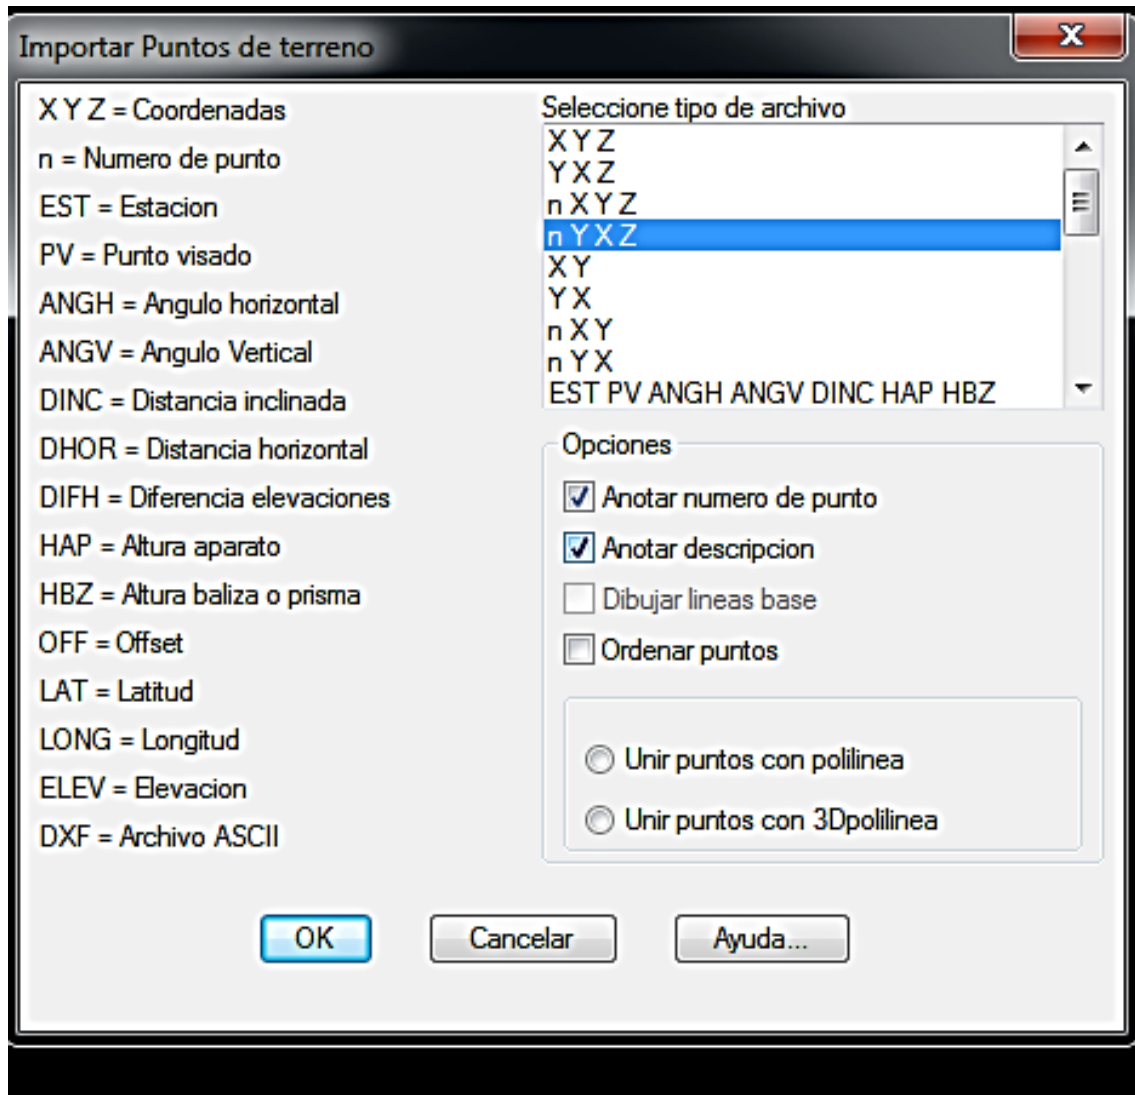 Importar Puntos de terreno
X Y Z = Coordenadas
n = Numero de punto
EST = Estacion
PV = Punto visado
ANGH = Angulo horizontal
ANGV = Angulo Vertical
DINC = Distancia inclinada
DHOR = Distancia horizontal
DIFH = Diferencia elevaciones
HAP = Altura aparato
HBZ = Altura baliza o prisma
OFF = Offset
LAT = Latitud
LONG = Longitud
ELEV = Elevacion
DXF = Archivo ASCII
Seleccione tipo de archivo
X Y Z
Y X Z
n X Y Z
n Y X Z
X Y
Y X
n X Y
n Y X
EST PV ANGH ANGV DINC HAP HBZ
Opciones
Anotar numero de punto
Anotar descripcion
Dibujar lineas base
Ordenar puntos
Unir puntos con polilinea
Unir puntos con 3Dpolilinea
OK
Cancelar
Ayuda...